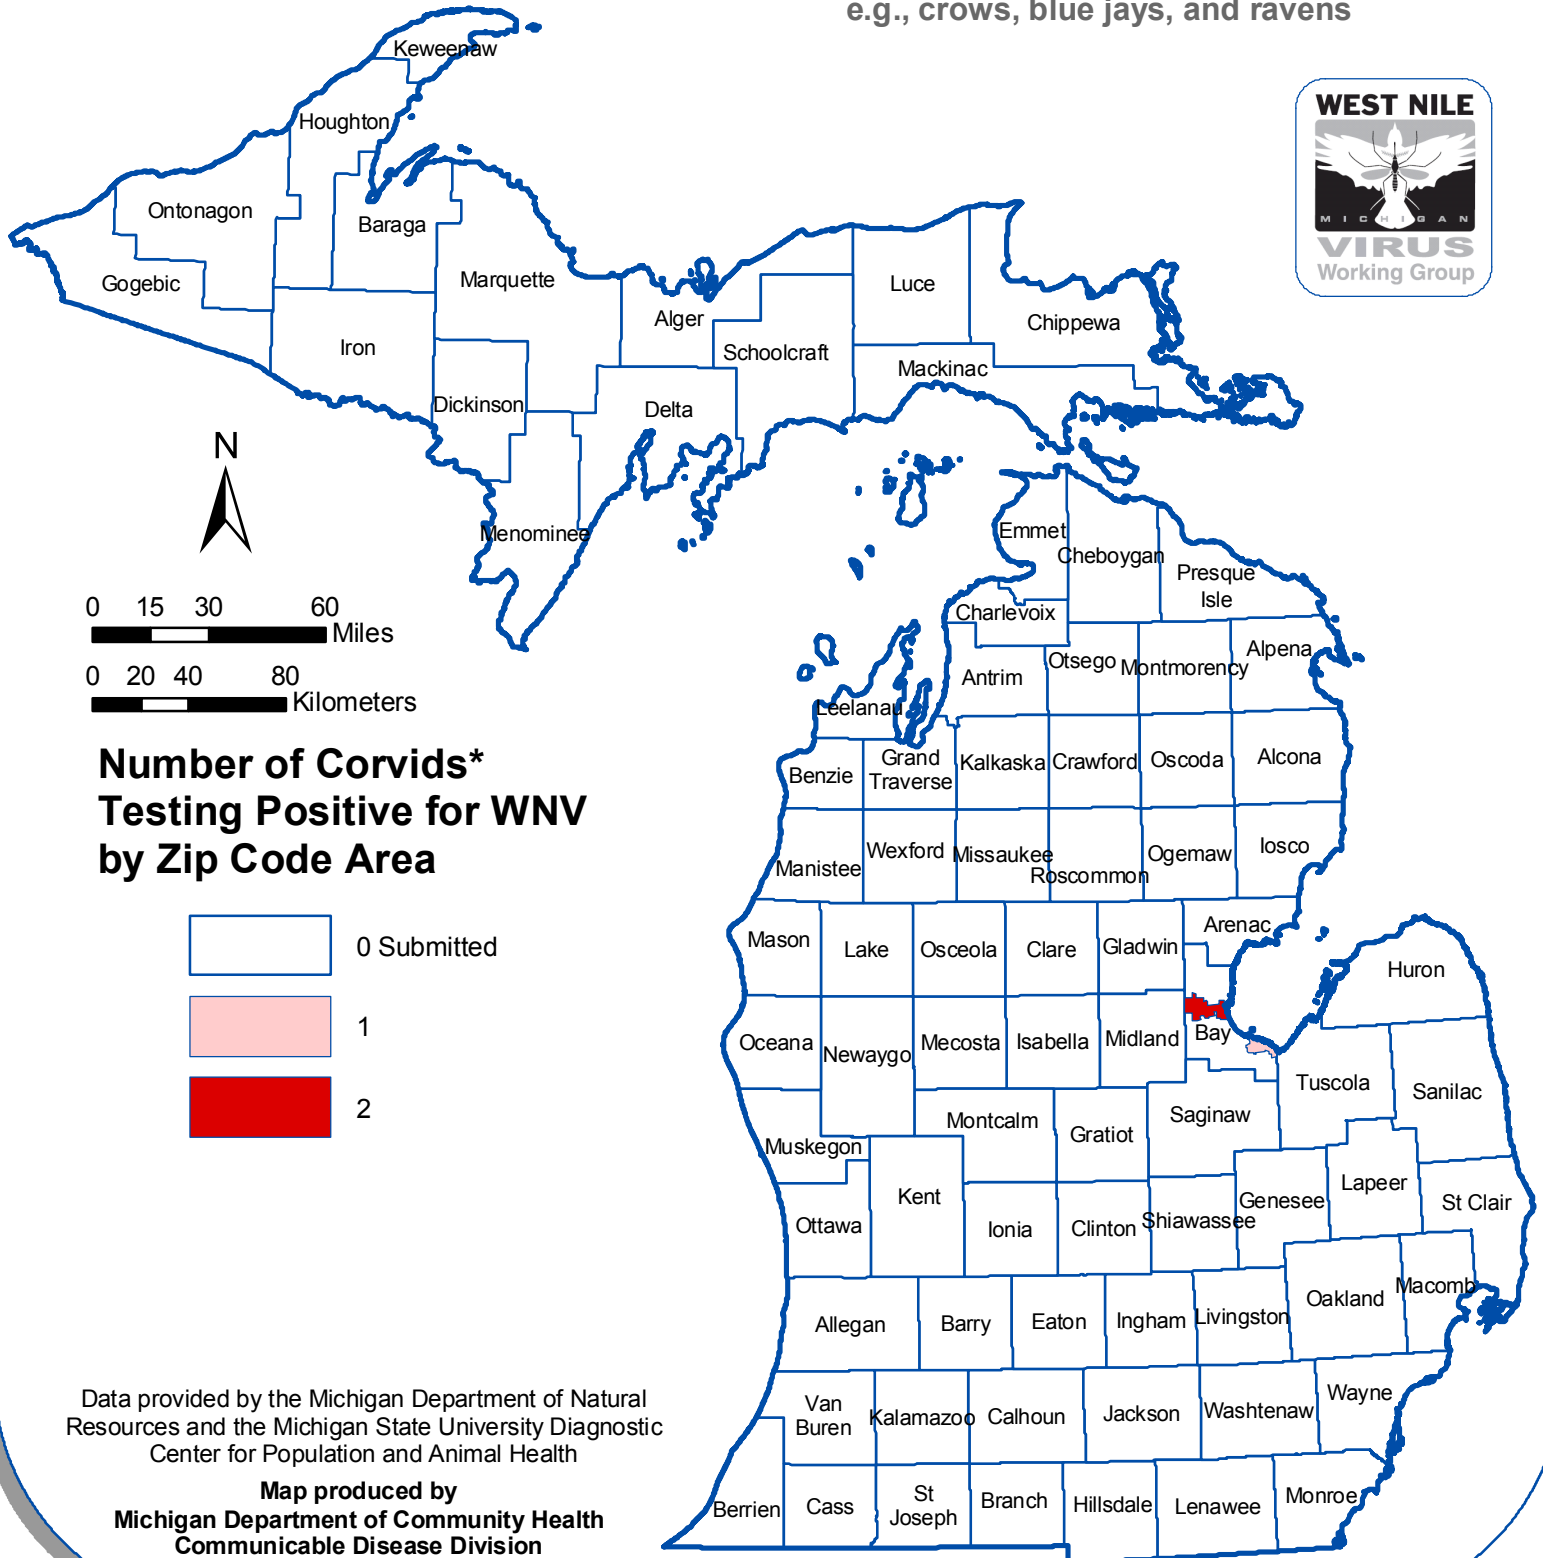 e.g., crows, blue jays, and ravens
WEST NILE
MICHIGAN
VIRUS
Working Group
Keweenaw
Houghton
Ontonagon
Baraga
Gogebic
Marquette
Luce
Alger
Chippewa
Iron
Schoolcraft
Mackinac
Dickinson
Delta
N
Menominee
Emmet
Cheboygan
Presque
Isle
0 15 30 60
Miles
Charlevoix
0 20 40 80
Kilometers
Antrim
Otsego
Montmorency
Alpena
Leelanau
Number of Corvids*
Testing Positive for WNV
by Zip Code Area
Benzie
Grand
Traverse
Kalkaska
Crawford
Oscoda
Alcona
Manistee
Wexford
Missaukee
Roscommon
Ogemaw
Iosco
0 Submitted
1
2
Mason
Lake
Osceola
Clare
Gladwin
Arenac
Huron
Oceana
Newaygo
Mecosta
Isabella
Midland
Bay
Tuscola
Sanilac
Muskegon
Montcalm
Gratiot
Saginaw
Kent
Ottawa
Ionia
Clinton
Shiawassee
Genesee
Lapeer
St Clair
Allegan
Barry
Eaton
Ingham
Livingston
Oakland
Macomb
Van
Buren
Kalamazoo
Calhoun
Jackson
Washtenaw
Wayne
Berrien
Cass
St
Joseph
Branch
Hillsdale
Lenawee
Monroe
Data provided by the Michigan Department of Natural
Resources and the Michigan State University Diagnostic
Center for Population and Animal Health
Map produced by
Michigan Department of Community Health
Communicable Disease Division